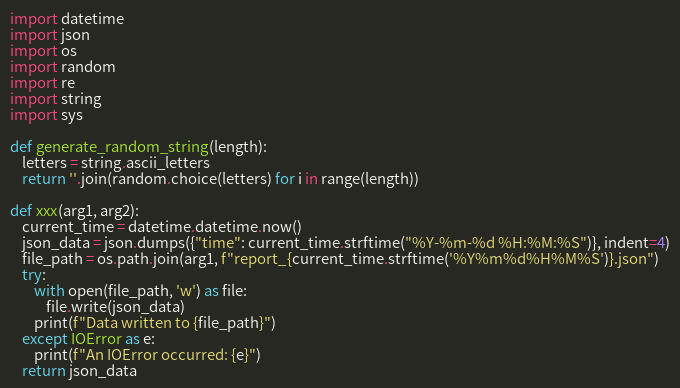 import datetime
import json
import os
import random
import re
import string
import sys

def generate_random_string(length):
    letters = string.ascii_letters
    return ''.join(random.choice(letters) for i in range(length))

def xxx(arg1, arg2):
    current_time = datetime.datetime.now()
    json_data = json.dumps({"time": current_time.strftime("%Y-%m-%d %H:%M:%S")}, indent=4)
    file_path = os.path.join(arg1, f"report_{current_time.strftime('%Y%m%d%H%M%S')}.json")
    try:
        with open(file_path, 'w') as file:
            file.write(json_data)
        print(f"Data written to {file_path}")
    except IOError as e:
        print(f"An IOError occurred: {e}")
    return json_data